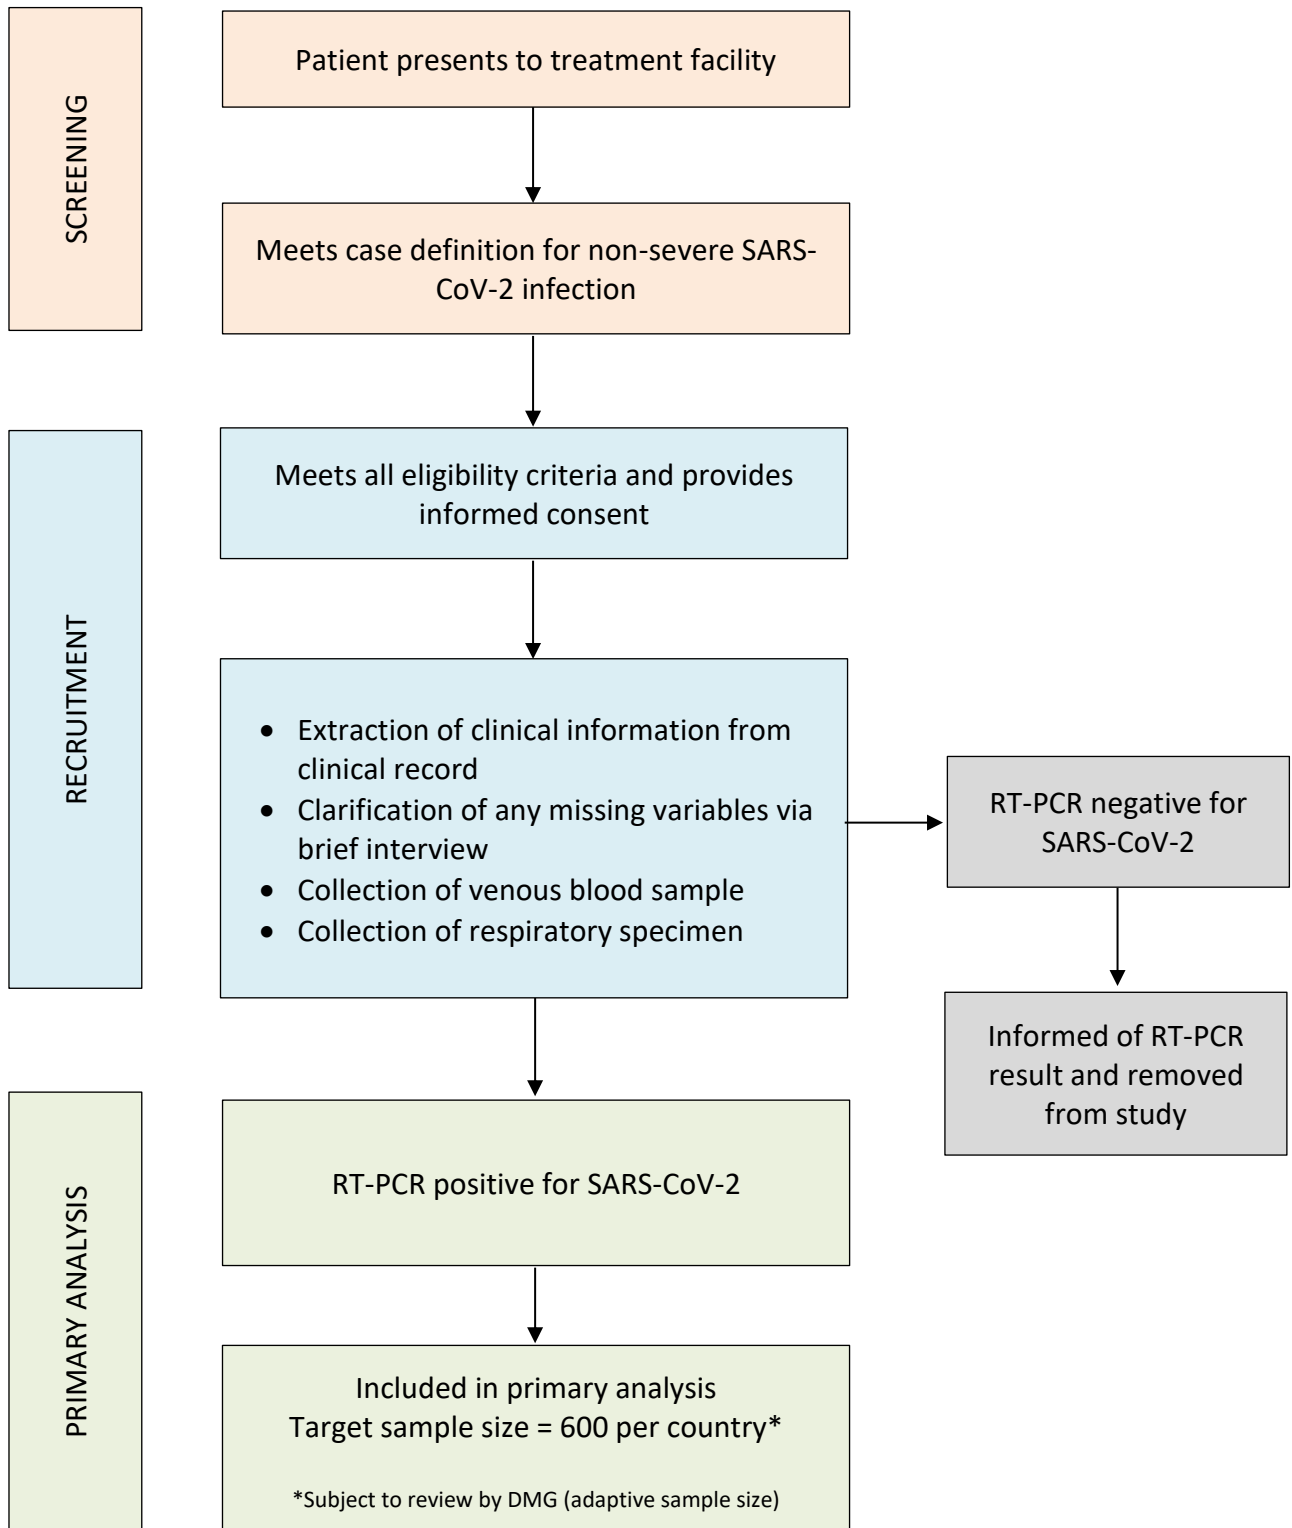 SCREENING
Patient presents to treatment facility
Meets case definition for non-severe SARS-
CoV-2 infection
RECRUITMENT
Meets all eligibility criteria and provides
informed consent
• Extraction of clinical information from
clinical record
• Clarification of any missing variables via
brief interview
• Collection of venous blood sample
• Collection of respiratory specimen
RT-PCR negative for
SARS-CoV-2
Informed of RT-PCR
result and removed
from study
PRIMARY ANALYSIS
RT-PCR positive for SARS-CoV-2
Included in primary analysis
Target sample size = 600 per country*
*Subject to review by DMG (adaptive sample size)